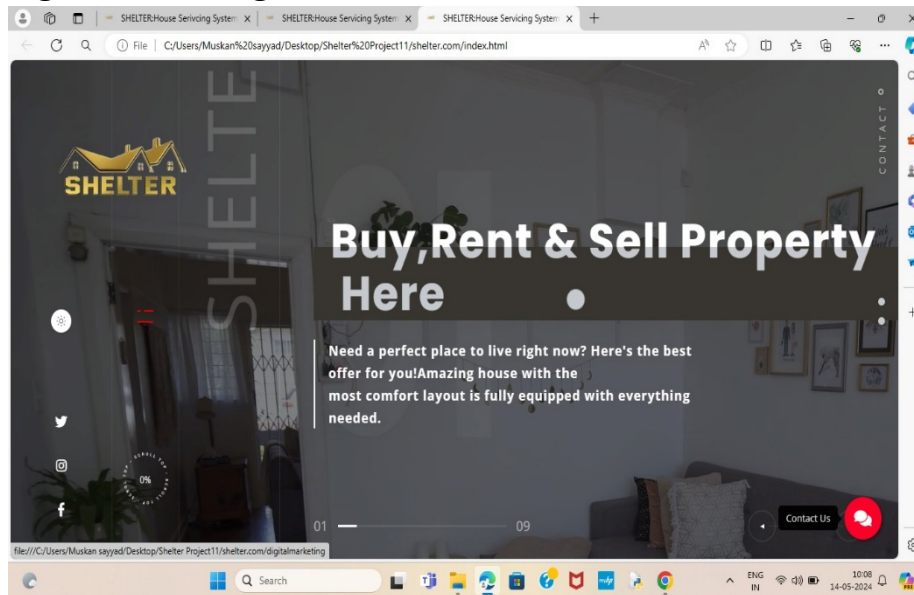 SHELTER:House Serivcing System
SHELTER:House Servicing System
SHELTER:House Servicing System
File
C:/Users/Muskan%20sayyad/Desktop/Shelter%20Project11/shelter.com/index.html
SHELTE
CONTACT
SHELTER
01
Buy,Rent & Sell Property
Here
Need a perfect place to live right now? Here's the best
offer for you!Amazing house with the
most comfort layout is fully equipped with everything
needed.
SCROLL TOP
0%
01
09
Contact Us
file:///C:/Users/Muskan sayyad/Desktop/Shelter Project11/shelter.com/digitalmarketing
Search
ENG
IN
10:08
14-05-2024